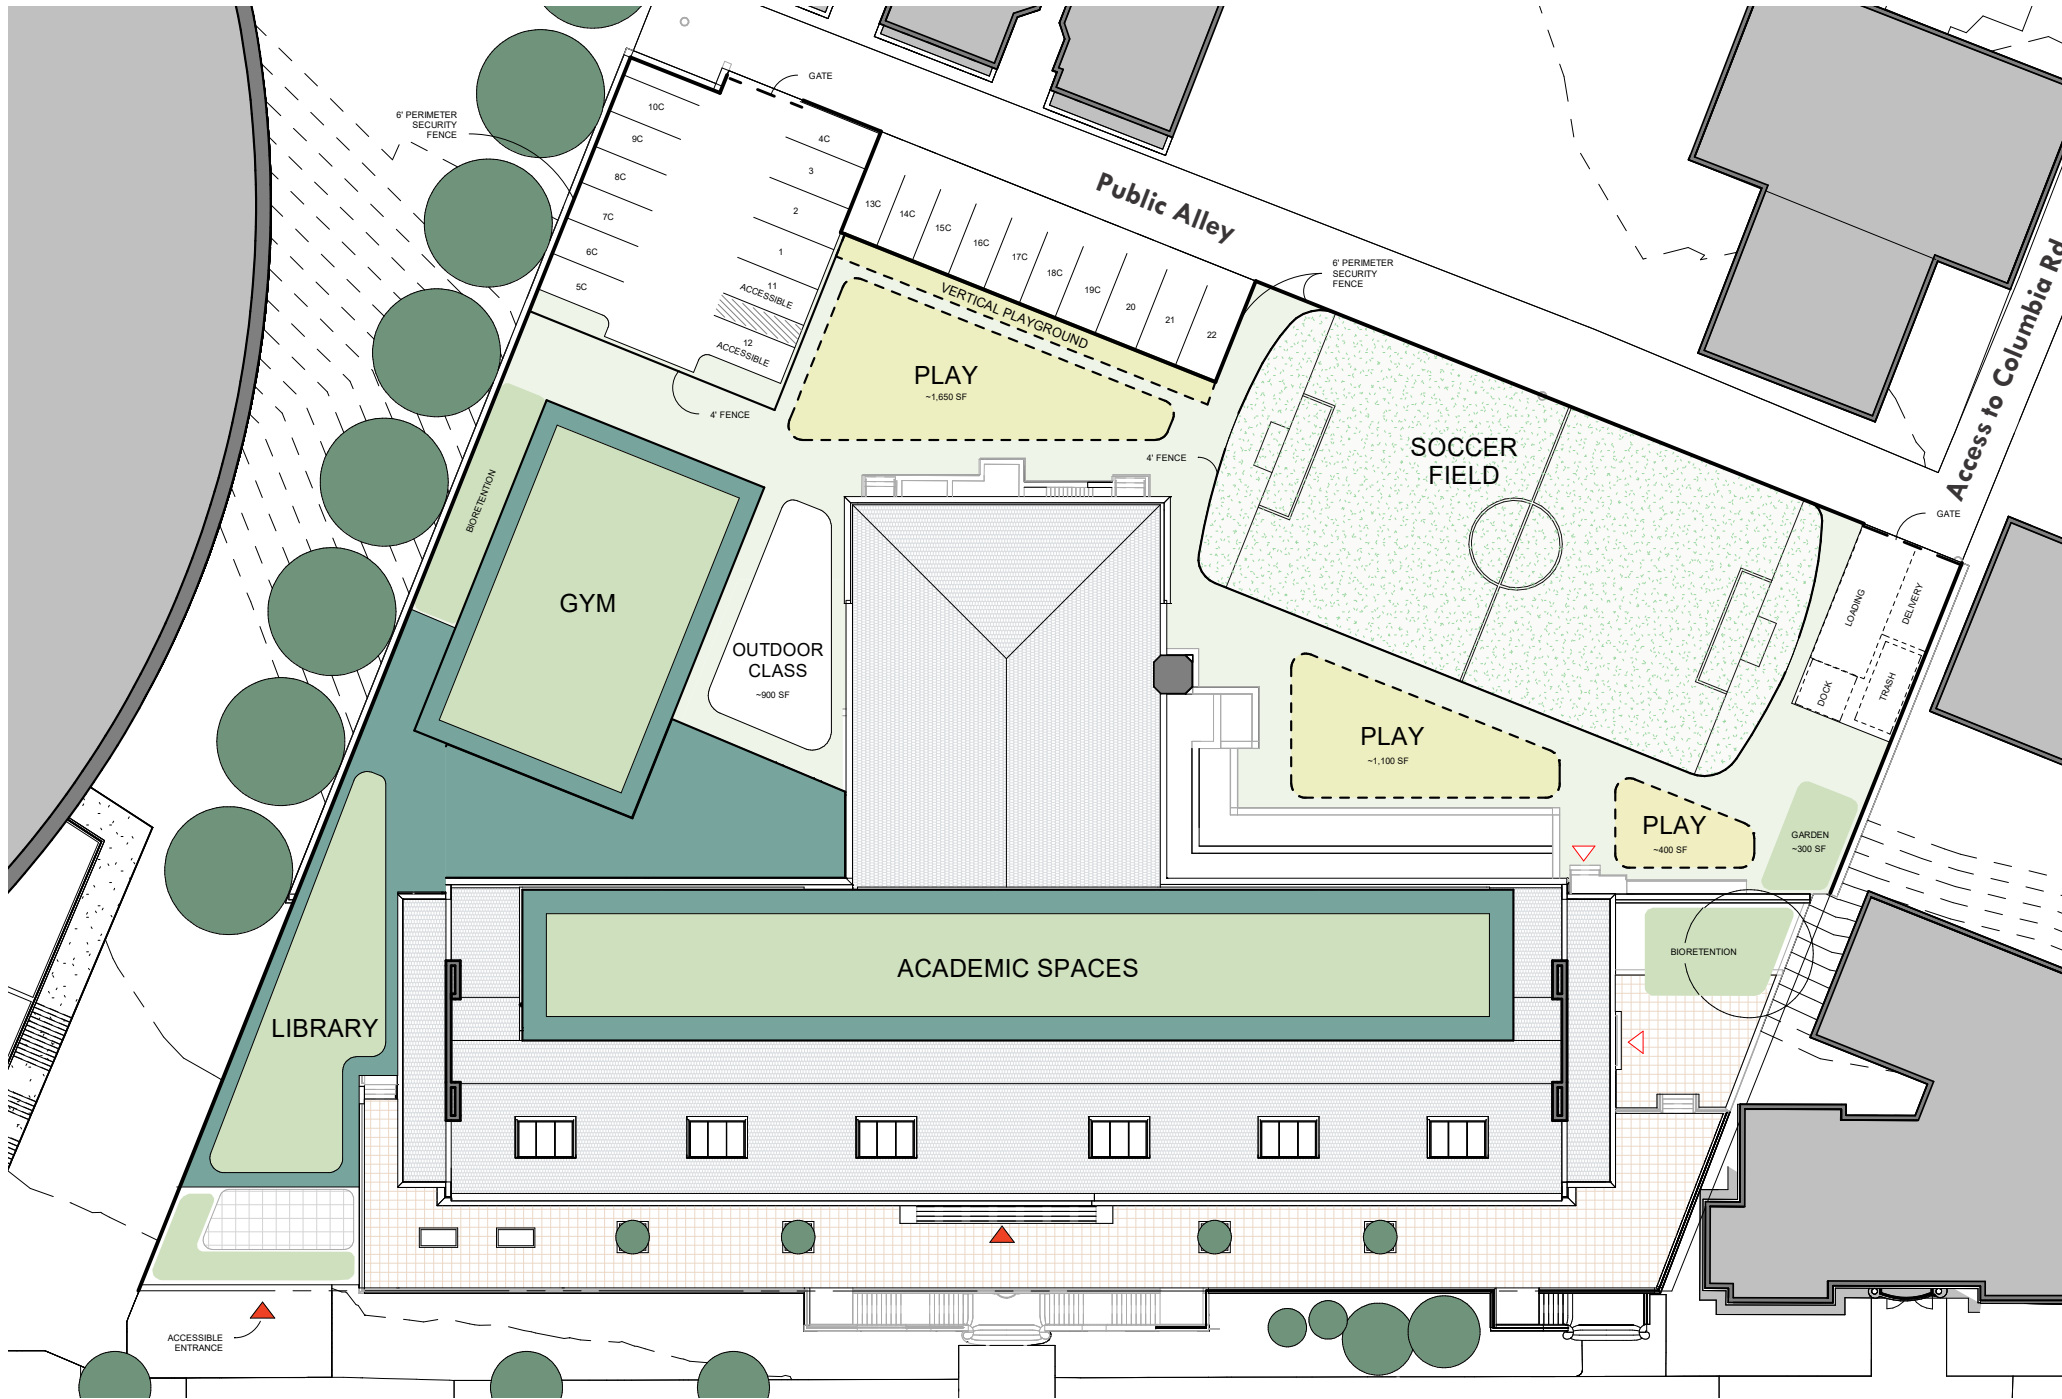 GATE
6' PERIMETER
SECURITY
FENCE
10C
9C
8C
7C
6C
5C
4C
3
2
1
11
ACCESSIBLE
12
ACCESSIBLE
13C
14C
15C
16C
17C
18C
19C
20
21
22
Public Alley
6' PERIMETER
SECURITY
FENCE
Access to Columbia Rd
VERTICAL PLAYGROUND
PLAY
~1,650 SF
4' FENCE
4' FENCE
SOCCER
FIELD
GATE
BIORETENTION
GYM
OUTDOOR
CLASS
~900 SF
LOADING
DELIVERY
DOCK
TRASH
PLAY
~1,100 SF
PLAY
~400 SF
GARDEN
~300 SF
BIORETENTION
ACADEMIC SPACES
LIBRARY
ACCESSIBLE
ENTRANCE